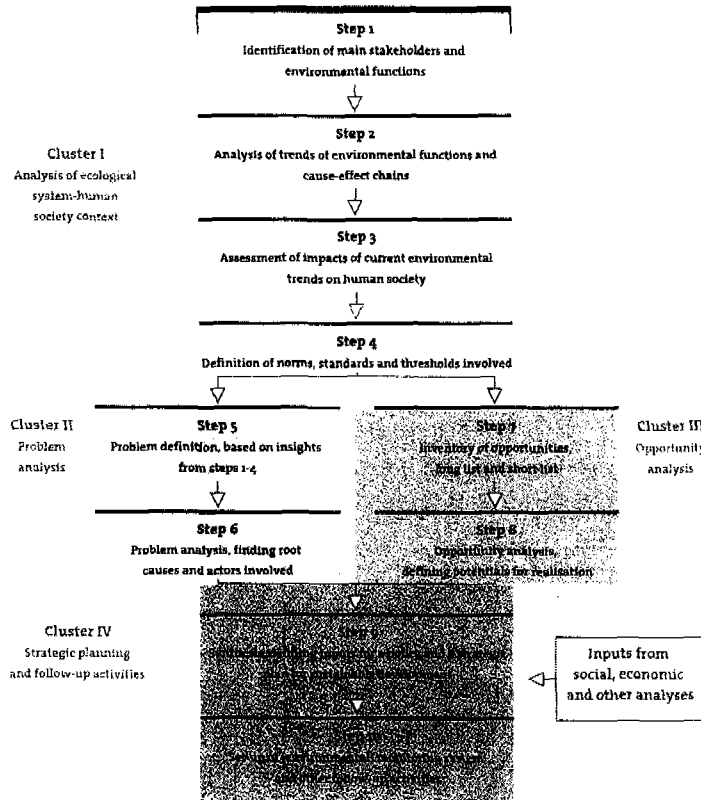 Step 1
Identification of main stakeholders and
environmental functions
Step 2
Analysis of trends of environmental functions and
cause-effect chains
Cluster I
Analysis of ecological
system-human
society context
Step 3
Assessment of impacts of current environmental
trends on human society
Step 4
Definition of norms, standards and thresholds involved
Cluster II
Problem
analysis
Step 5
Problem definition, based on insights
from steps 1-4
Step 7
Inventory of opportunities,
long list and short-list
Cluster III
Opportunity
analysis
Step 6
Problem analysis, finding root
causes and actors involved
Step 8
Opportunity analysis,
defining potentials for realisation
Cluster IV
Strategic planning
and follow-up activities
Step 9
Inputs from
social, economic
and other analyses